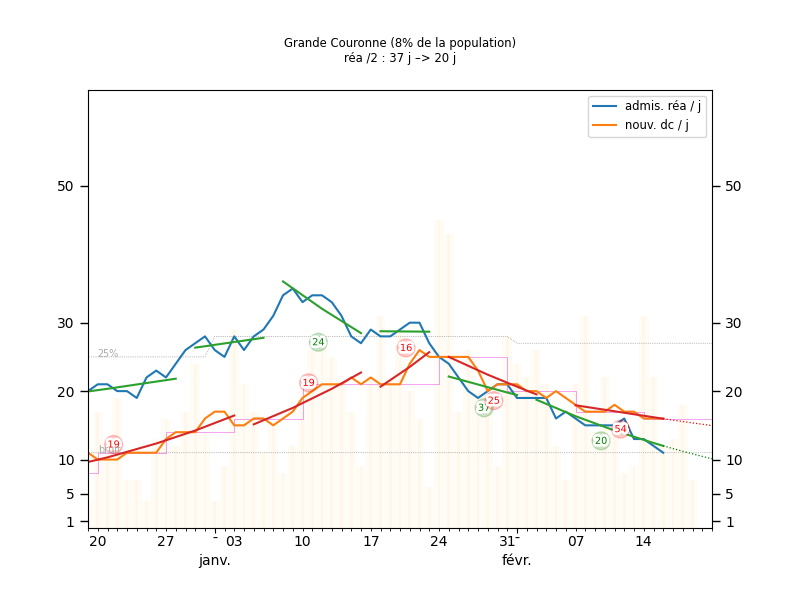 Grande Couronne (8% de la population)
réa /2 : 37 j –> 20 j
admis. réa / j
nouv. dc / j
50 50
30 30
25%
24
16
19
20 20
37 25
54
19
20
10 10
5 5
1 1
20 27 03 10 17 24 31 07 14
janv. févr.